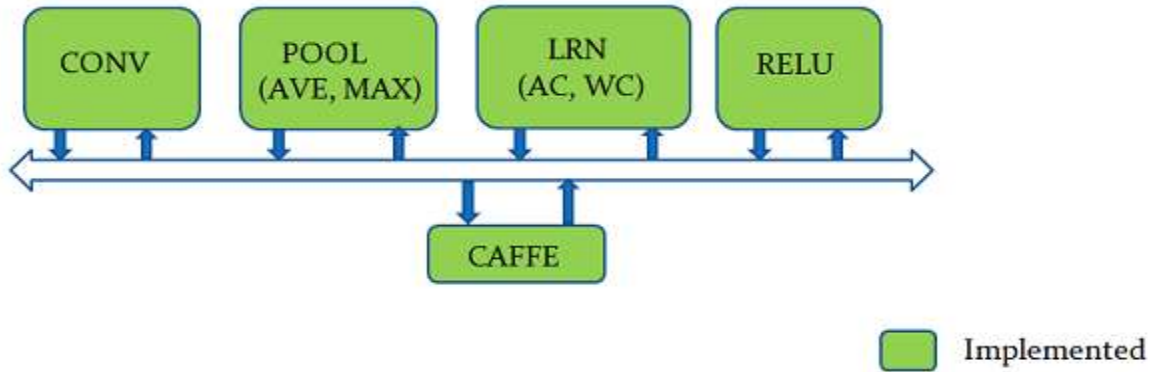 CONV
POOL
(AVE, MAX)
LRN
(AC, WC)
RELU
CAFFE
Implemented